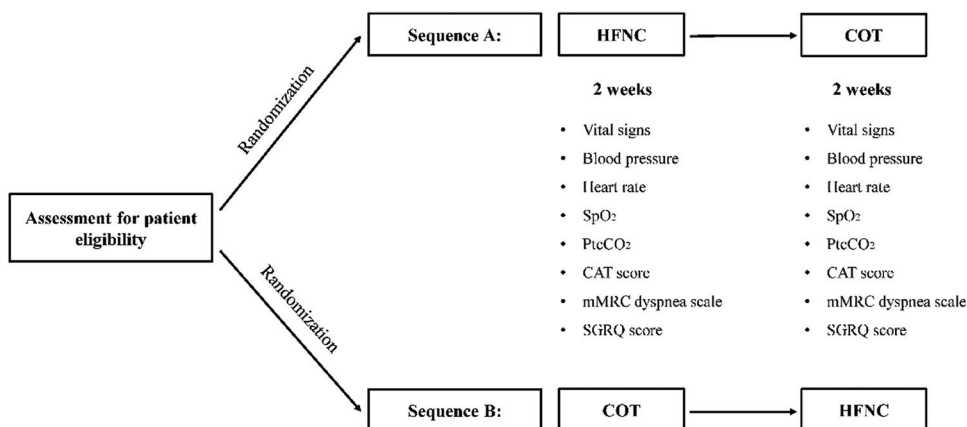 Sequence A:
HFNC
COT
Randomization
2 weeks
2 weeks
• Vital signs
• Blood pressure
• Heart rate
• SpO₂
• PtcCO₂
• CAT score
• mMRC dyspnea scale
• SGRQ score
• Vital signs
• Blood pressure
• Heart rate
• SpO₂
• PtcCO₂
• CAT score
• mMRC dyspnea scale
• SGRQ score
Assessment for patient
eligibility
Randomization
Sequence B:
COT
HFNC